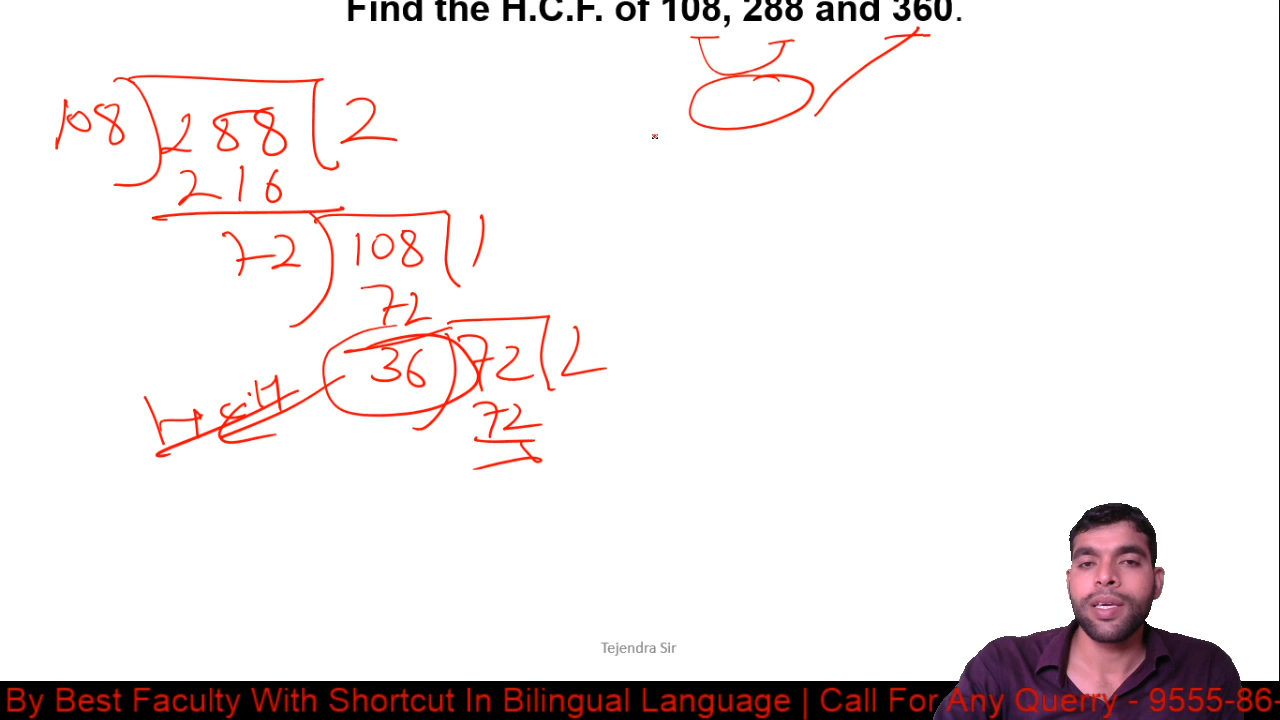 Find the H.C.F. of 108, 288 and 360.
108 ) 288 ( 2
216
72 ) 108 ( 1
72
36 ) 72 ( 2
72
Tejendra Sir
By Best Faculty With Shortcut In Bilingual Language | Call For Any Querry - 9555-86